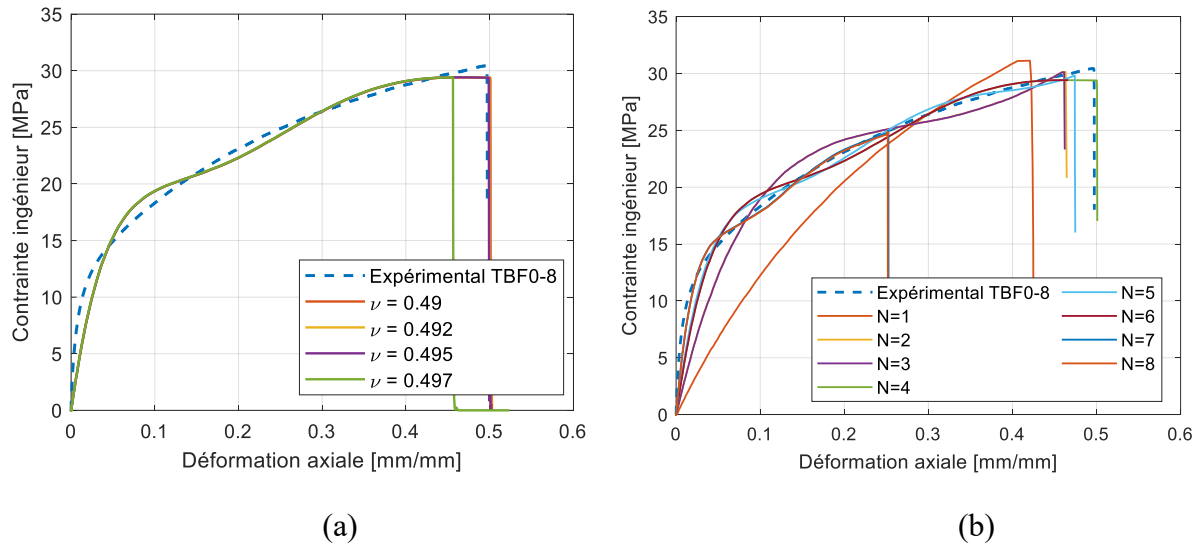 35
30
25
20
15
10
5
0
Contrainte ingénieur [MPa]
0 0.1 0.2 0.3 0.4 0.5 0.6
Déformation axiale [mm/mm]
Expérimental TBF0-8
ν = 0.49
ν = 0.492
ν = 0.495
ν = 0.497
(a)
35
30
25
20
15
10
5
0
Contrainte ingénieur [MPa]
0 0.1 0.2 0.3 0.4 0.5 0.6
Déformation axiale [mm/mm]
Expérimental TBF0-8
N=1
N=2
N=3
N=4
N=5
N=6
N=7
N=8
(b)